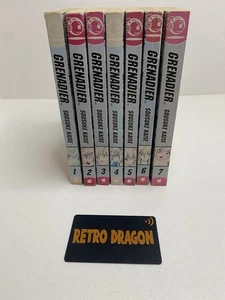 GRENADIER SOUSUKE KAISE 1
GRENADIER SOUSUKE KAISE 2
GRENADIER SOUSUKE KAISE 3
GRENADIER SOUSUKE KAISE 4
GRENADIER SOUSUKE KAISE 5
GRENADIER SOUSUKE KAISE 6
GRENADIER SOUSUKE KAISE 7
RETRO DRAGON